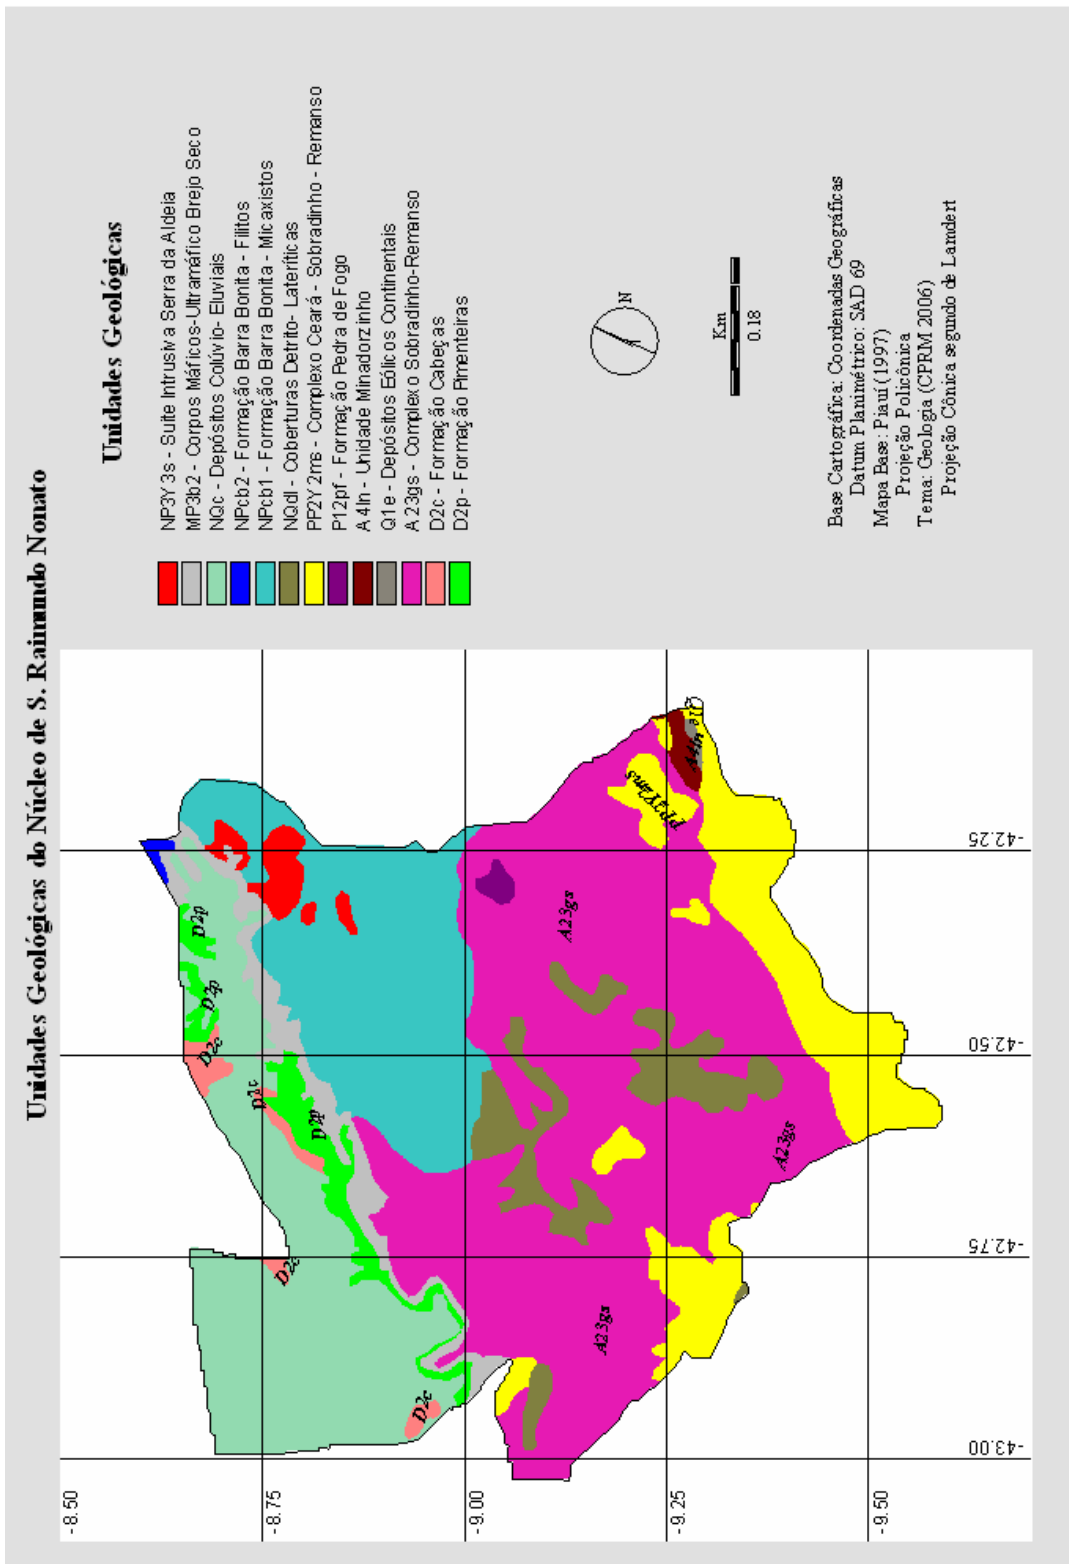 Unidades Geológicas do Núcleo de S. Raimundo Nonato
Unidades Geológicas
NP3Y3s - Suíte Intrusiva Serra da Aldeia
MP3b2 - Corpos Máficos-Ultramáfico Brejo Seco
NQc - Depósitos Colúvio- Eluviais
NPcb2 - Formação Barra Bonita - Filitos
NPcb1 - Formação Barra Bonita - Micaxistos
NQdl - Coberturas Detrito- Lateríticas
PP2Y2ms - Complexo Ceará - Sobradinho - Remanso
P12pf - Formação Pedra de Fogo
A4ln - Unidade Minadorzinho
Q1e - Depósitos Eólicos Continentais
A23gs - Complexo Sobradinho-Remanso
D2c - Formação Cabeças
D2p - Formação Pimenteiras
N
Km
0.18
Base Cartográfica: Coordenadas Geográficas
Datum Planimétrico: SAD 69
Mapa Base: Piauí (1997)
Projeção Policônica
Tema: Geologia (CPRM 2006)
Projeção Cônica segundo de Lamdert
-8.50
-8.75
-9.00
-9.25
-9.50
-43.00
-42.75
-42.50
-42.25
D2c
D2c
D2p
D2c
D2c
D2p
D2p
A23gs
A23gs
A23gs
PP2Y2ms
A4ln